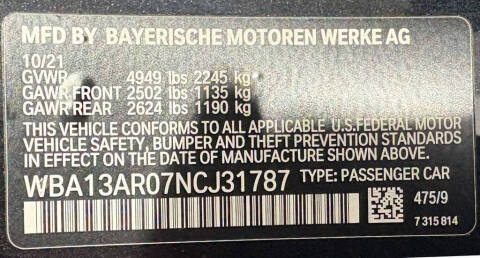 MFD BY BAYERISCHE MOTOREN WERKE AG
10/21
GVWR 4949 lbs 2245 kg
GAWR FRONT 2502 lbs 1135 kg
GAWR REAR 2624 lbs 1190 kg
THIS VEHICLE CONFORMS TO ALL APPLICABLE U.S.FEDERAL MOTOR
VEHICLE SAFETY, BUMPER AND THEFT PREVENTION STANDARDS
IN EFFECT ON THE DATE OF MANUFACTURE SHOWN ABOVE.
WBA13AR07NCJ31787 TYPE: PASSENGER CAR
475/9
7 315 814